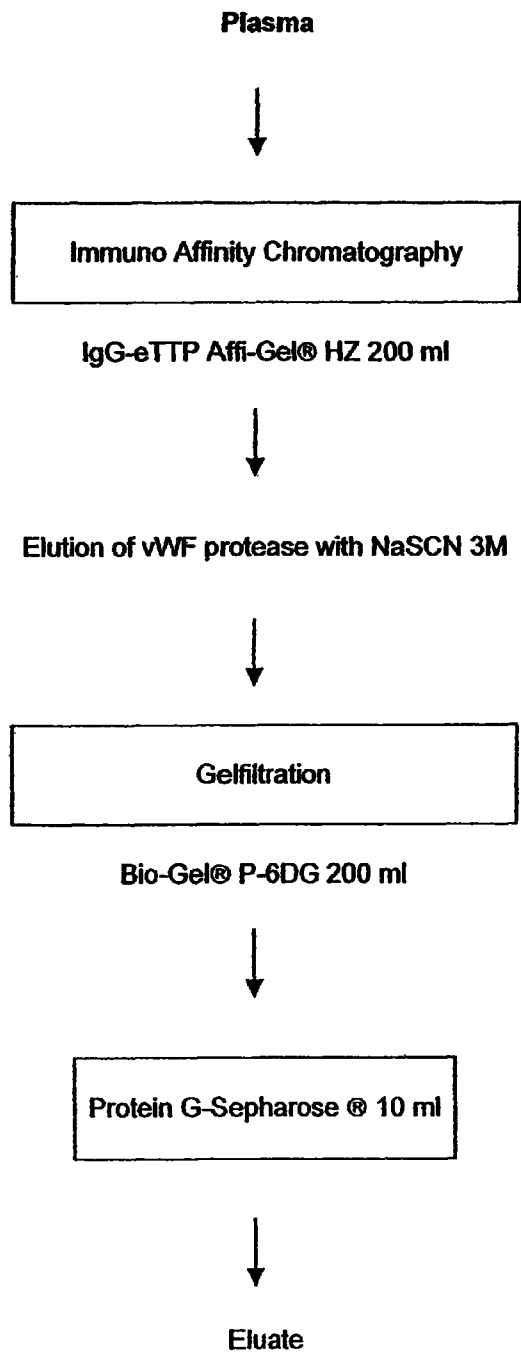 Plasma
Immuno Affinity Chromatography
IgG-eTTP Affi-Gel® HZ 200 ml
Elution of vWF protease with NaSCN 3M
Gelfiltration
Bio-Gel® P-6DG 200 ml
Protein G-Sepharose ® 10 ml
Eluate